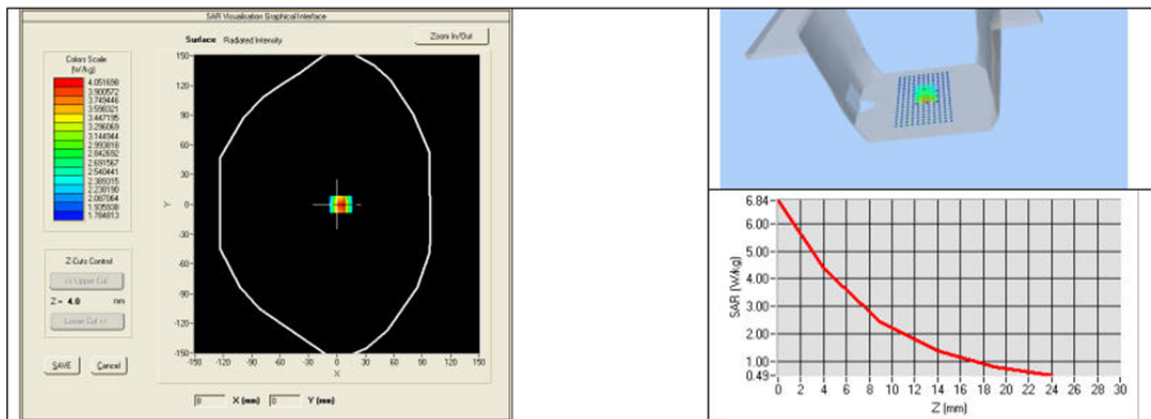 SAR Visualisation Graphical Interface
Surface Radiated Intensity
Zoom In/Out
Colors Scale
(W/kg)
4.051698
3.900572
3.749446
3.598321
3.447195
3.296069
3.144944
2.993818
2.842692
2.691567
2.540441
2.389315
2.238190
2.087064
1.935938
1.784813
Z-Cuts Control
<< Upper Cut
Z = 4.0 mm
Lower Cut >>
SAVE Cancel
150
120
90
60
30
0
-30
-60
-90
-120
-150
Y
-150 -120 -90 -60 -30 0 30 60 90 120 150
X
0 X (mm) 0 Y (mm)
6.84
6.00
5.00
4.00
3.00
2.00
1.00
0.49
SAR (W/kg)
0 2 4 6 8 10 12 14 16 18 20 22 24 26 28 30
Z (mm)